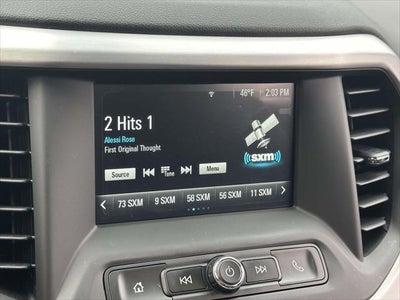 46°F 2:03 PM
2 Hits 1
Alessi Rose
First Original Thought
sxm
Source Tune Menu
73 SXM 9 SXM 58 SXM 56 SXM 11 SXM